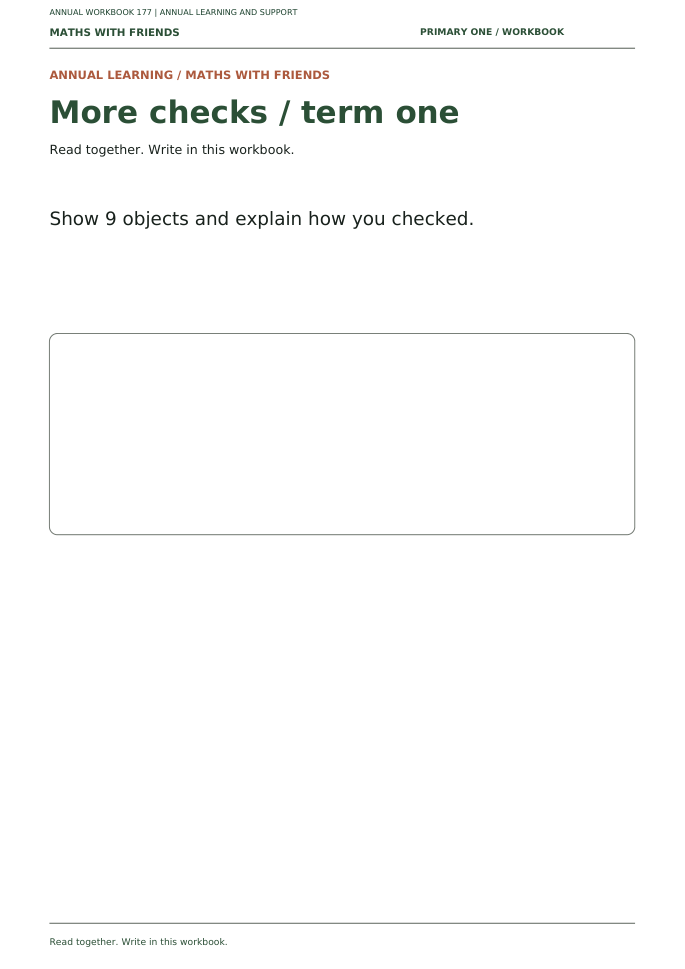 ANNUAL WORKBOOK 177 | ANNUAL LEARNING AND SUPPORT
MATHS WITH FRIENDS
PRIMARY ONE / WORKBOOK
ANNUAL LEARNING / MATHS WITH FRIENDS
More checks / term one
Read together. Write in this workbook.
Show 9 objects and explain how you checked.
Read together. Write in this workbook.